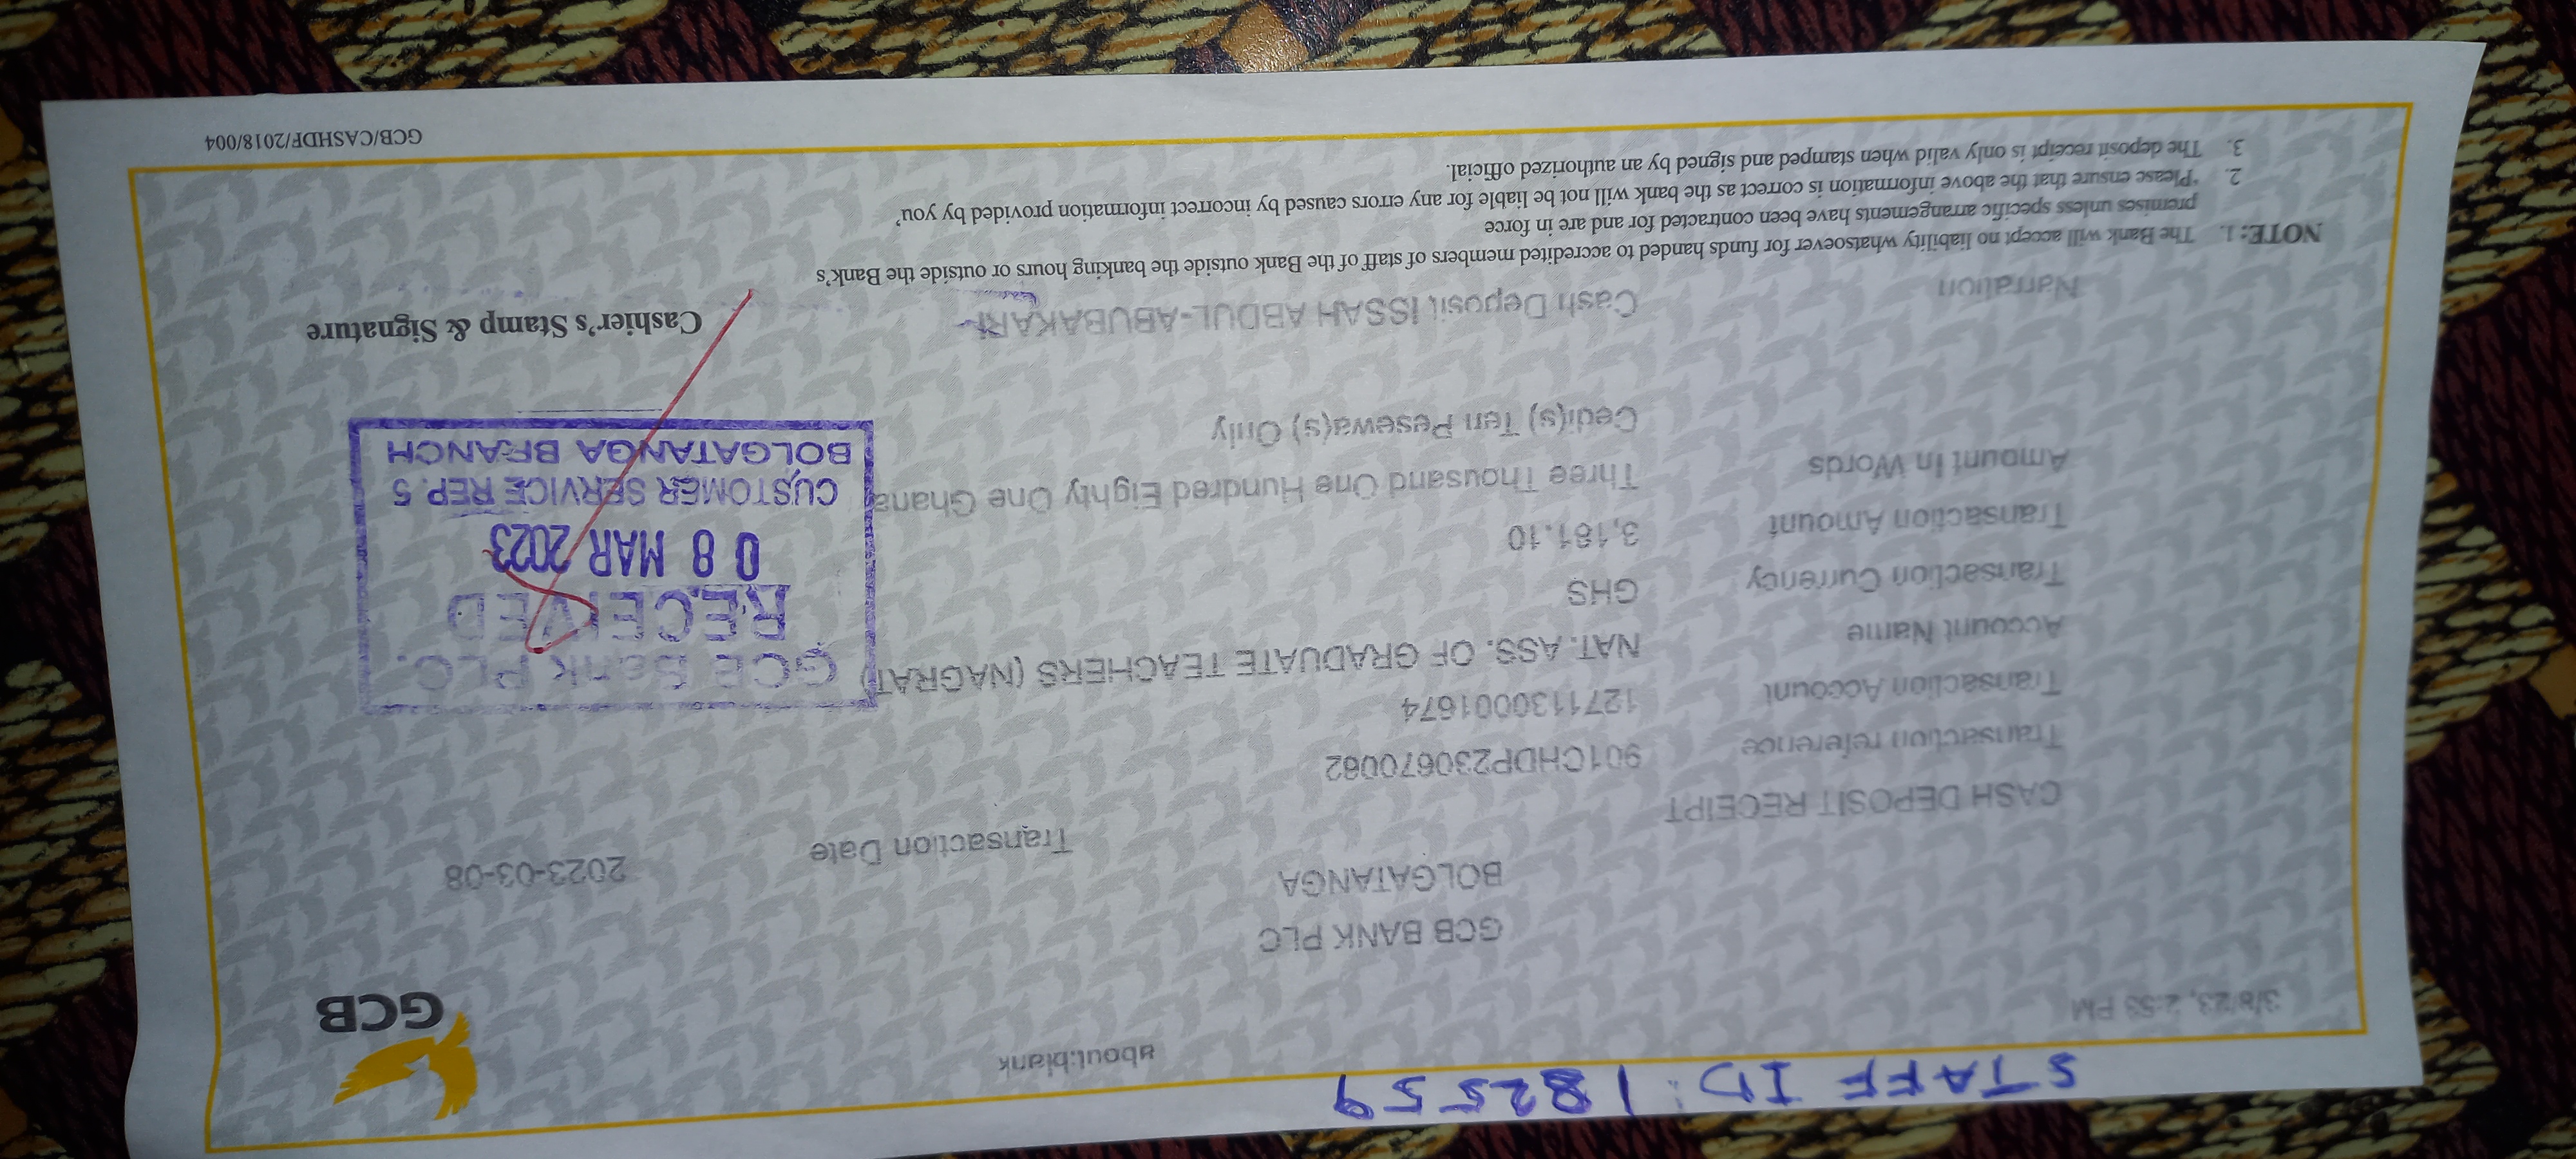 STAFF ID: 182559
3/8/23, 2:53 PM
about:blank
GCB
GCB BANK PLC
BOLGATANGA
Transaction Date 2023-03-08
CASH DEPOSIT RECEIPT
Transaction reference 901CHDP230670082
Transaction Account 1271130001674
Account Name NAT. ASS. OF GRADUATE TEACHERS (NAGRAT)
Transaction Currency GHS
Transaction Amount 3,181.10
Amount In Words Three Thousand One Hundred Eighty One Ghana
Cedi(s) Ten Pesewa(s) Only
GCB Bank PLC.
RECEIVED
08 MAR 2023
CUSTOMER SERVICE REP. 5
BOLGATANGA BRANCH
Narration Cash Deposit ISSAH ABDUL-ABUBAKARI
Cashier's Stamp & Signature
NOTE: 1. The Bank will accept no liability whatsoever for funds handed to accredited members of staff of the Bank outside the banking hours or outside the Bank's
premises unless specific arrangements have been contracted for and are in force
2. 'Please ensure that the above information is correct as the bank will not be liable for any errors caused by incorrect information provided by you'
3. The deposit receipt is only valid when stamped and signed by an authorized official.
GCB/CASHDF/2018/004